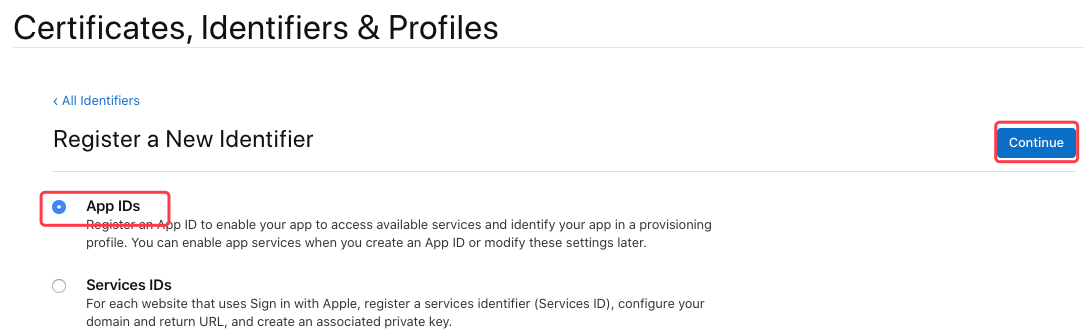 Certificates, Identifiers & Profiles
‹ All Identifiers
Register a New Identifier
Continue
App IDs
Register an App ID to enable your app to access available services and identify your app in a provisioning
profile. You can enable app services when you create an App ID or modify these settings later.
Services IDs
For each website that uses Sign in with Apple, register a services identifier (Services ID), configure your
domain and return URL, and create an associated private key.